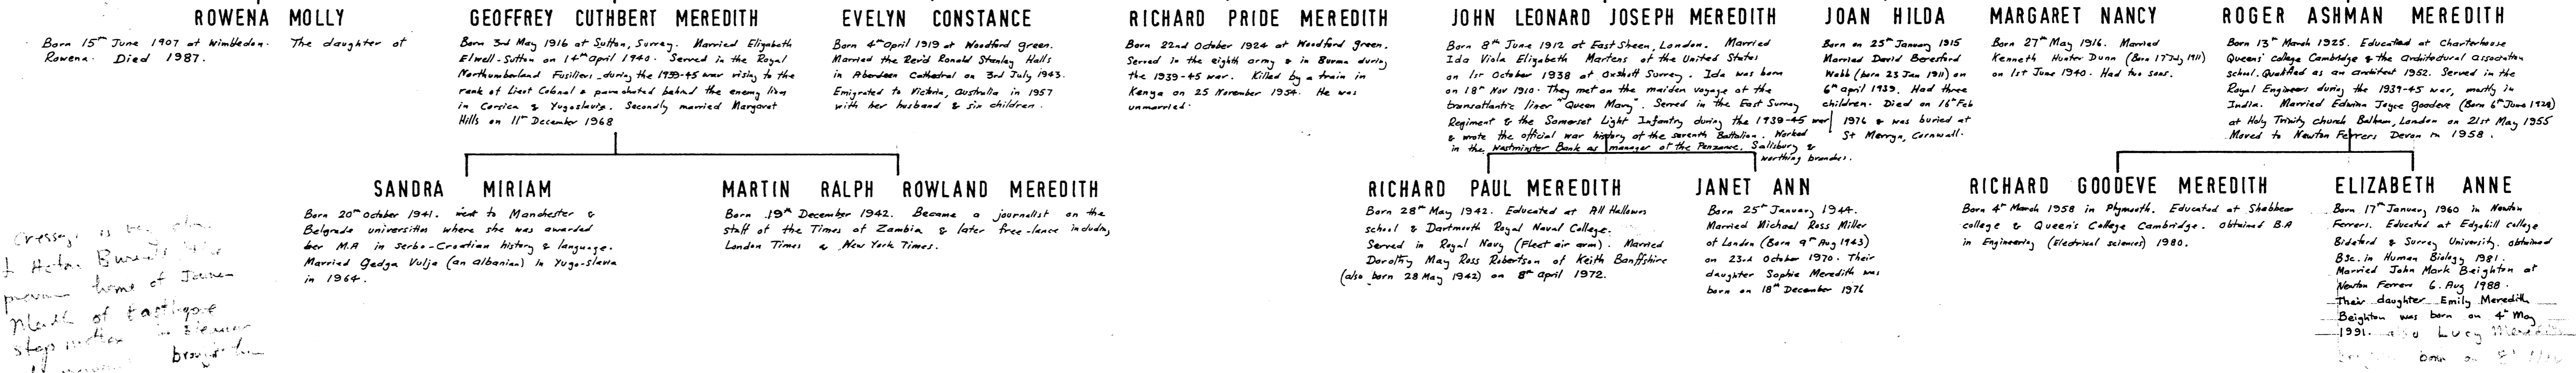 ROWENA MOLLY
Born 15th June 1907 at Wimbledon. The daughter of
Rowena. Died 1987.
GEOFFREY CUTHBERT MEREDITH
Born 3rd May 1916 at Sutton, Surrey. Married Elizabeth
Elwell-Sutton on 14th April 1940. Served in the Royal
Northumberland Fusiliers during the 1939-45 war rising to the
rank of Lieut Colonal & parachuted behind the enemy lines
in Corsica & Yugoslavia. Secondly married Margaret
Hills on 11th December 1968
EVELYN CONSTANCE
Born 4th April 1919 at Woodford green.
Married the Rev'd Ronald Stanley Halls
in Aberdeen Cathedral on 3rd July 1943.
Emigrated to Victoria, Australia in 1957
with her husband & six children.
RICHARD PRIDE MEREDITH
Born 22nd October 1924 at Woodford green.
Served in the eighth army & in Burma during
the 1939-45 war. Killed by a train in
Kenya on 25 November 1954. He was
unmarried.
JOHN LEONARD JOSEPH MEREDITH
Born 8th June 1912 at East Sheen, London. Married
Ida Viola Elizabeth Martens of the United States
on 1st October 1938 at Oxshott Surrey. Ida was born
on 18th Nov 1910. They met on the maiden voyage of the
transatlantic liner "Queen Mary". Served in the East Surrey
Regiment & the Somerset Light Infantry during the 1939-45 war
& wrote the official war history of the seventh Battalion. Worked
in the Westminster Bank as manager of the Penzance, Salisbury &
Worthing branches.
JOAN HILDA
Born on 25th January 1915
Married David Beresford
Webb (born 23 Jan 1911) on
6th April 1939. Had three
children. Died on 16th Feb
1976 & was buried at
St Merryn, Cornwall.
MARGARET NANCY
Born 27th May 1916. Married
Kenneth Hunter Dunn (Born 17th July 1911)
on 1st June 1940. Had two sons.
ROGER ASHMAN MEREDITH
Born 13th March 1925. Educated at Charterhouse
Queens' college Cambridge & the architectural association
school. Qualified as an architect 1952. Served in the
Royal Engineers during the 1939-45 war, mostly in
India. Married Edwina Joyce Goodeve (Born 6th June 1928)
at Holy Trinity church Balham, London on 21st May 1955
Moved to Newton Ferrers Devon in 1958.
SANDRA MIRIAM
Born 20th October 1941. went to Manchester &
Belgrade universities where she was awarded
her M.A in Serbo-Croatian history & language.
Married Gedga Vulja (an Albanian) in Yugo-slavia
in 1964.
MARTIN RALPH ROWLAND MEREDITH
Born 19th December 1942. Became a journalist on the
staff of the Times of Zambia & later free-lance including
London Times & New York Times.
RICHARD PAUL MEREDITH
Born 28th May 1942. Educated at All Hallows
school & Dartmouth Royal Naval College.
Served in Royal Navy (Fleet air arm). Married
Dorothy May Ross Robertson of Keith Banffshire
(also born 28 May 1942) on 8th April 1972.
JANET ANN
Born 25th January 1944.
Married Michael Ross Miller
of London (Born 9th Aug 1943)
on 23rd October 1970. Their
daughter Sophie Meredith was
born on 18th December 1976
RICHARD GOODEVE MEREDITH
Born 4th March 1958 in Plymouth. Educated at Shebbear
college & Queen's College Cambridge. Obtained B.A
in Engineering (Electrical sciences) 1980.
ELIZABETH ANNE
Born 17th January 1960 in Newton
Ferrers. Educated at Edgehill college
Bideford & Surrey University. obtained
BSc. in Human Biology 1981.
Married John Mark Beighton at
Newton Ferrers 6. Aug 1988.
Their daughter Emily Meredith
Beighton was born on 4th May
1991. also Lucy Meredith
born on 8th
Cressage is
Acton Burnell
home of
of Easthope
step in Eleanor
brought